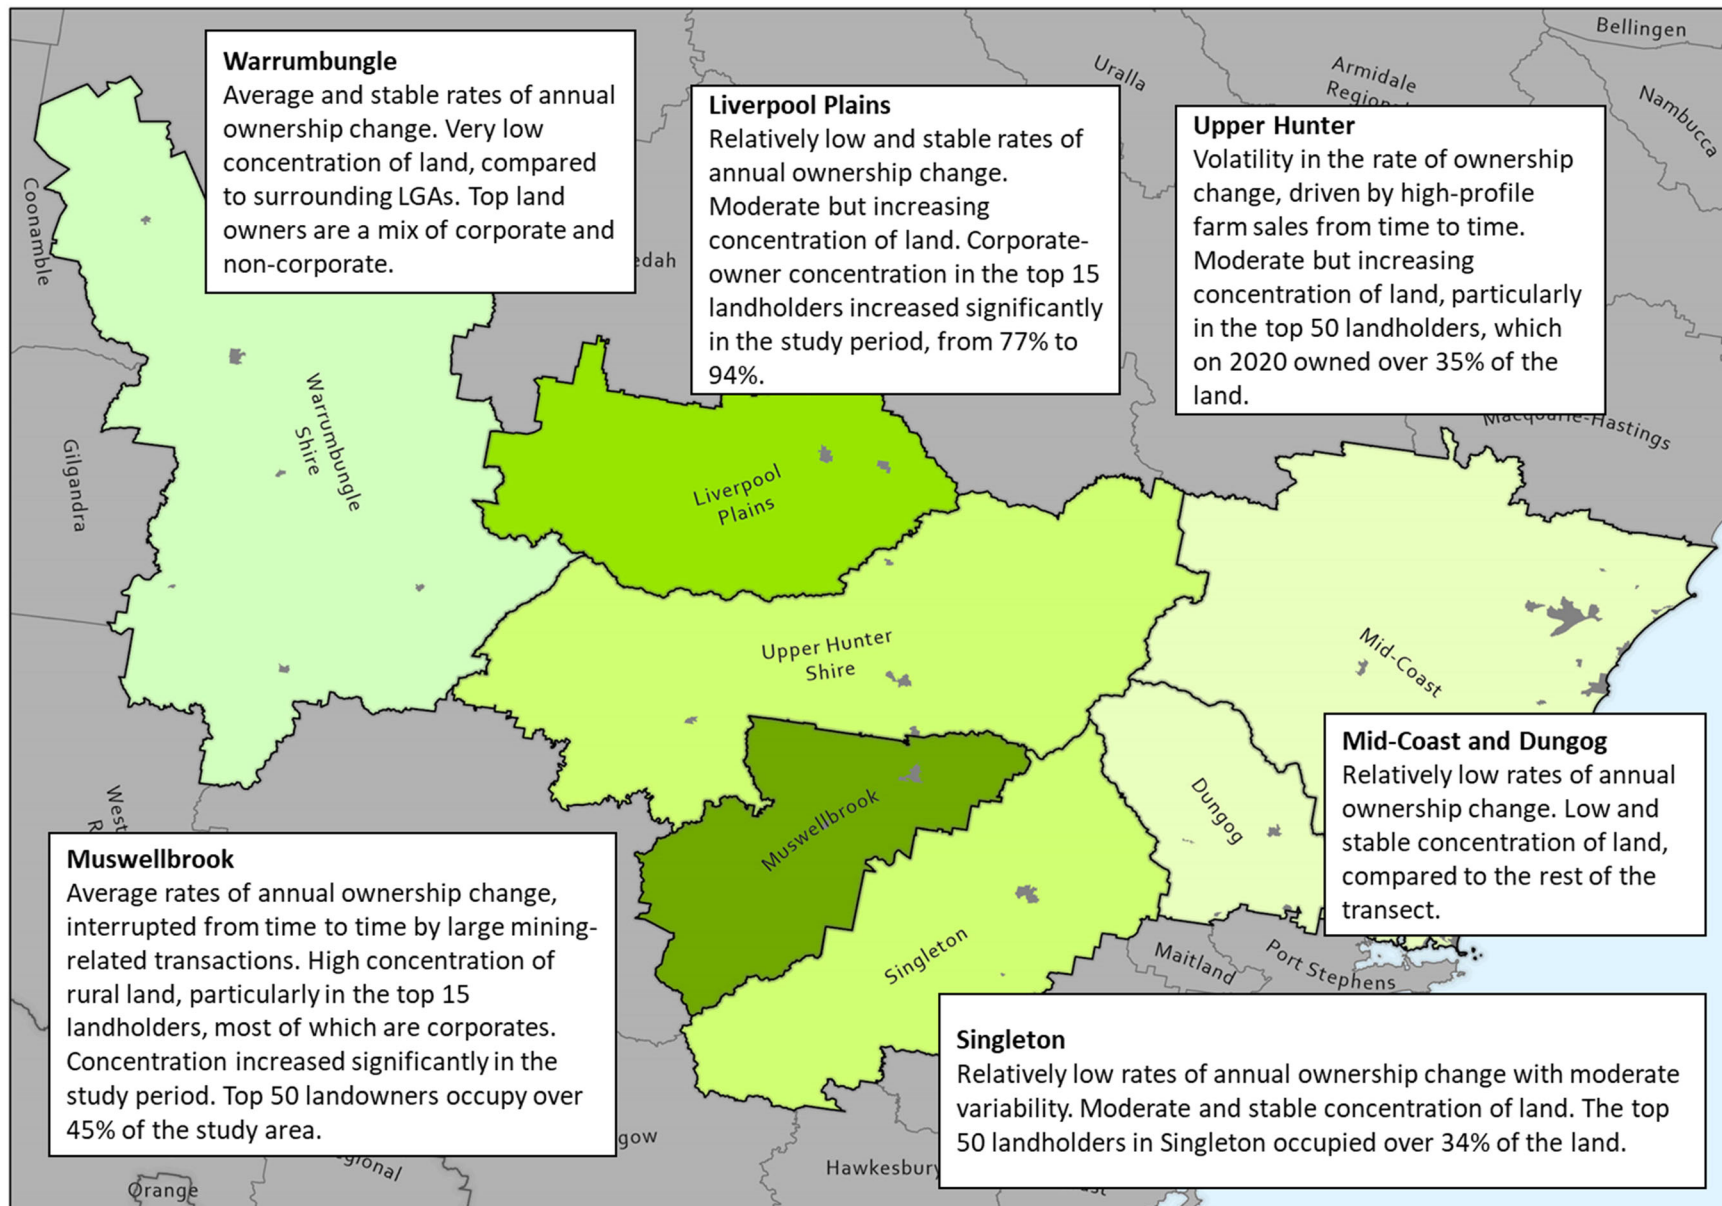 Bellingen
Uralla
Armidale
Regional
Nambucca
Warrumbungle
Average and stable rates of annual
ownership change. Very low
concentration of land, compared
to surrounding LGAs. Top land
owners are a mix of corporate and
non-corporate.
Liverpool Plains
Relatively low and stable rates of
annual ownership change.
Moderate but increasing
concentration of land. Corporate-
owner concentration in the top 15
landholders increased significantly
in the study period, from 77% to
94%.
Upper Hunter
Volatility in the rate of ownership
change, driven by high-profile
farm sales from time to time.
Moderate but increasing
concentration of land, particularly
in the top 50 landholders, which
on 2020 owned over 35% of the
land.
Coonamble
edah
Macquarie-Hastings
Gilgandra
Warrumbungle
Shire
Liverpool
Plains
Upper Hunter
Shire
Mid-Coast
Muswellbrook
Dungog
Singleton
Mid-Coast and Dungog
Relatively low rates of annual
ownership change. Low and
stable concentration of land,
compared to the rest of the
transect.
West
R
Muswellbrook
Average rates of annual ownership change,
interrupted from time to time by large mining-
related transactions. High concentration of
rural land, particularly in the top 15
landholders, most of which are corporates.
Concentration increased significantly in the
study period. Top 50 landowners occupy over
45% of the study area.
Maitland
Port Stephens
Singleton
Relatively low rates of annual ownership change with moderate
variability. Moderate and stable concentration of land. The top
50 landholders in Singleton occupied over 34% of the land.
gow
gional
Orange
Hawkesbury
st